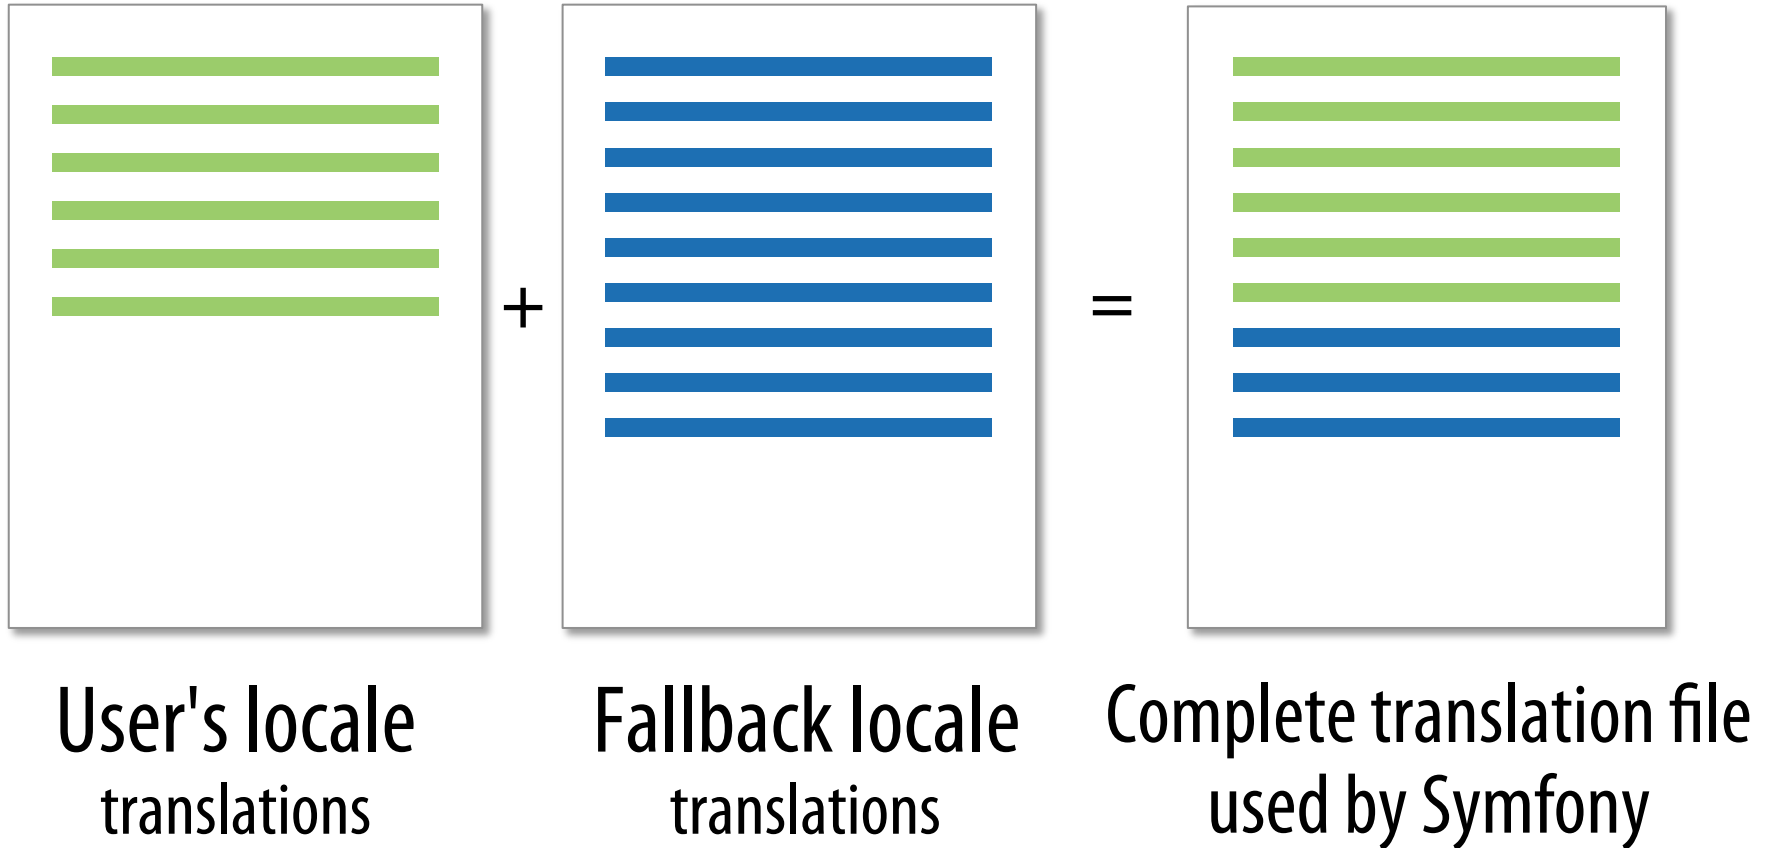 +
=
User's locale
translations
Fallback locale
translations
Complete translation file
used by Symfony